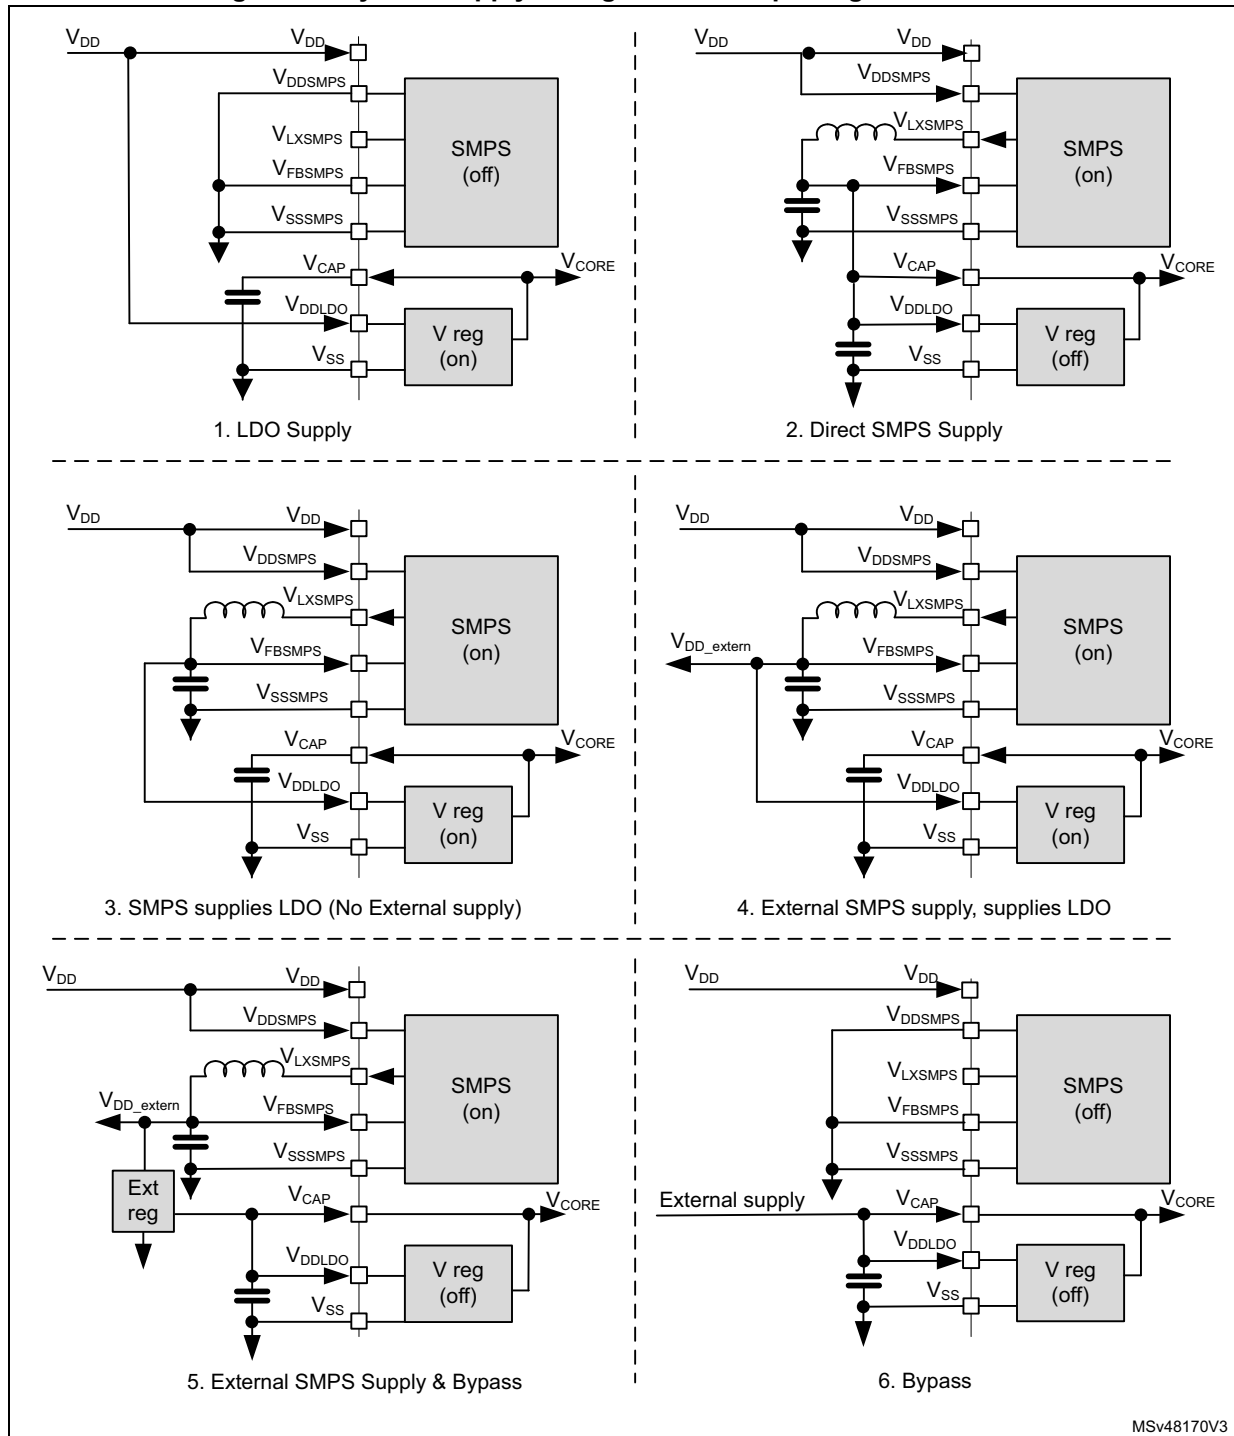 VDD VDD
VDDSMPS
VLXSMPS
VFBSMPS
VSSSMPS
SMPS
(off)
VCAP VCORE
VDDLDO
V reg
(on)
VSS
1. LDO Supply
VDD VDD
VDDSMPS
VLXSMPS
VFBSMPS
VSSSMPS
SMPS
(on)
VCAP VCORE
VDDLDO
V reg
(off)
VSS
2. Direct SMPS Supply
VDD VDD
VDDSMPS
VLXSMPS
VFBSMPS
VSSSMPS
SMPS
(on)
VCAP VCORE
VDDLDO
V reg
(on)
VSS
3. SMPS supplies LDO (No External supply)
VDD VDD
VDDSMPS
VLXSMPS
VDD_extern VFBSMPS
VSSSMPS
SMPS
(on)
VCAP VCORE
VDDLDO
V reg
(on)
VSS
4. External SMPS supply, supplies LDO
VDD VDD
VDDSMPS
VLXSMPS
VDD_extern VFBSMPS
VSSSMPS
SMPS
(on)
Ext
reg
VCAP VCORE
VDDLDO
V reg
(off)
VSS
5. External SMPS Supply & Bypass
VDD VDD
VDDSMPS
VLXSMPS
VFBSMPS
VSSSMPS
SMPS
(off)
External supply VCAP VCORE
VDDLDO
V reg
(off)
VSS
6. Bypass
MSv48170V3